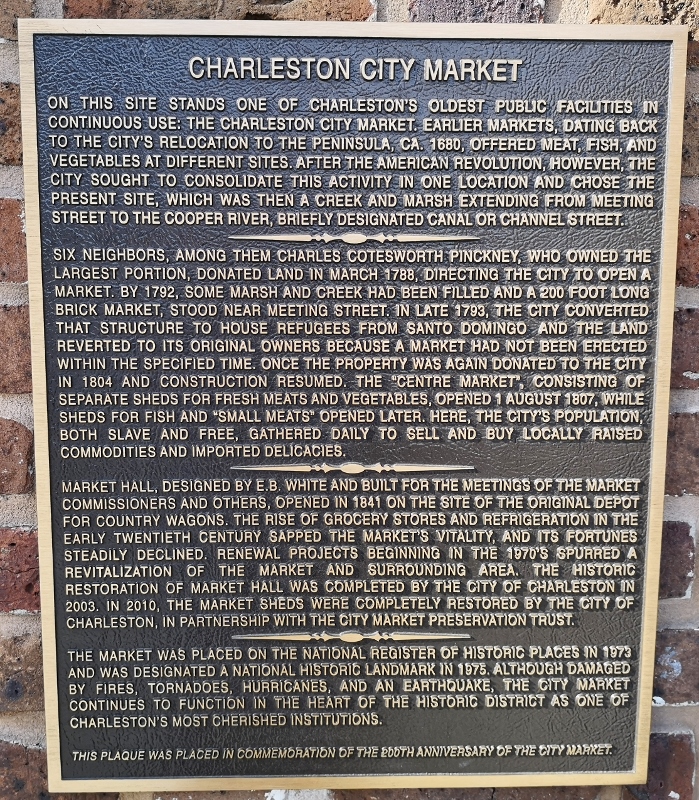 CHARLESTON CITY MARKET
ON THIS SITE STANDS ONE OF CHARLESTON'S OLDEST PUBLIC FACILITIES IN
CONTINUOUS USE: THE CHARLESTON CITY MARKET. EARLIER MARKETS, DATING BACK
TO THE CITY'S RELOCATION TO THE PENINSULA, CA. 1680, OFFERED MEAT, FISH, AND
VEGETABLES AT DIFFERENT SITES. AFTER THE AMERICAN REVOLUTION, HOWEVER, THE
CITY SOUGHT TO CONSOLIDATE THIS ACTIVITY IN ONE LOCATION AND CHOSE THE
PRESENT SITE, WHICH WAS THEN A CREEK AND MARSH EXTENDING FROM MEETING
STREET TO THE COOPER RIVER, BRIEFLY DESIGNATED CANAL OR CHANNEL STREET.
SIX NEIGHBORS, AMONG THEM CHARLES COTESWORTH PINCKNEY, WHO OWNED THE
LARGEST PORTION, DONATED LAND IN MARCH 1788, DIRECTING THE CITY TO OPEN A
MARKET. BY 1792, SOME MARSH AND CREEK HAD BEEN FILLED AND A 200 FOOT LONG
BRICK MARKET, STOOD NEAR MEETING STREET. IN LATE 1793, THE CITY CONVERTED
THAT STRUCTURE TO HOUSE REFUGEES FROM SANTO DOMINGO AND THE LAND
REVERTED TO ITS ORIGINAL OWNERS BECAUSE A MARKET HAD NOT BEEN ERECTED
WITHIN THE SPECIFIED TIME. ONCE THE PROPERTY WAS AGAIN DONATED TO THE CITY
IN 1804 AND CONSTRUCTION RESUMED. THE "CENTRE MARKET", CONSISTING OF
SEPARATE SHEDS FOR FRESH MEATS AND VEGETABLES, OPENED 1 AUGUST 1807, WHILE
SHEDS FOR FISH AND "SMALL MEATS" OPENED LATER. HERE, THE CITY'S POPULATION,
BOTH SLAVE AND FREE, GATHERED DAILY TO SELL AND BUY LOCALLY RAISED
COMMODITIES AND IMPORTED DELICACIES.
MARKET HALL, DESIGNED BY E.B. WHITE AND BUILT FOR THE MEETINGS OF THE MARKET
COMMISSIONERS AND OTHERS, OPENED IN 1841 ON THE SITE OF THE ORIGINAL DEPOT
FOR COUNTRY WAGONS. THE RISE OF GROCERY STORES AND REFRIGERATION IN THE
EARLY TWENTIETH CENTURY SAPPED THE MARKET'S VITALITY, AND ITS FORTUNES
STEADILY DECLINED. RENEWAL PROJECTS BEGINNING IN THE 1970'S SPURRED A
REVITALIZATION OF THE MARKET AND SURROUNDING AREA. THE HISTORIC
RESTORATION OF MARKET HALL WAS COMPLETED BY THE CITY OF CHARLESTON IN
2003. IN 2010, THE MARKET SHEDS WERE COMPLETELY RESTORED BY THE CITY OF
CHARLESTON, IN PARTNERSHIP WITH THE CITY MARKET PRESERVATION TRUST.
THE MARKET WAS PLACED ON THE NATIONAL REGISTER OF HISTORIC PLACES IN 1973
AND WAS DESIGNATED A NATIONAL HISTORIC LANDMARK IN 1975. ALTHOUGH DAMAGED
BY FIRES, TORNADOES, HURRICANES, AND AN EARTHQUAKE, THE CITY MARKET
CONTINUES TO FUNCTION IN THE HEART OF THE HISTORIC DISTRICT AS ONE OF
CHARLESTON'S MOST CHERISHED INSTITUTIONS.
THIS PLAQUE WAS PLACED IN COMMEMORATION OF THE 200TH ANNIVERSARY OF THE CITY MARKET.